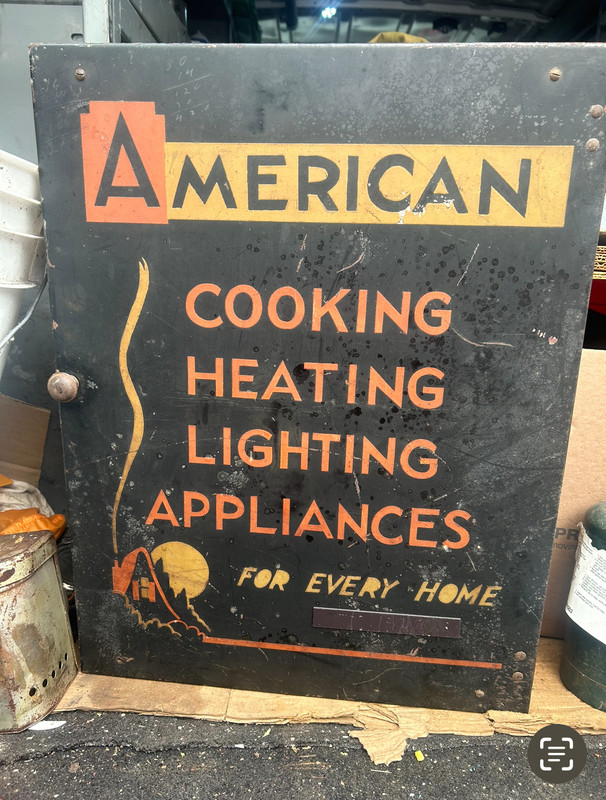 AMERICAN
COOKING
HEATING
LIGHTING
APPLIANCES
FOR EVERY HOME